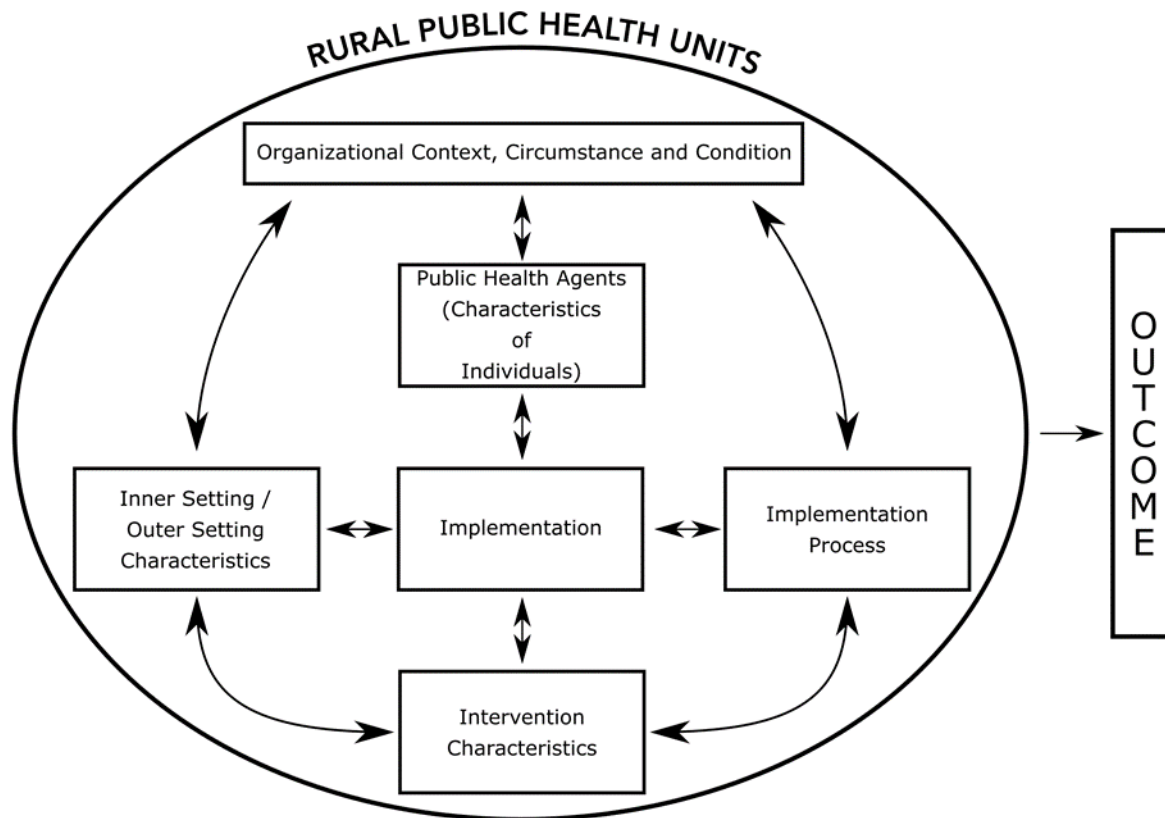 RURAL PUBLIC HEALTH UNITS
Organizational Context, Circumstance and Condition
Public Health Agents
(Characteristics
of
Individuals)
Inner Setting /
Outer Setting
Characteristics
Implementation
Implementation
Process
Intervention
Characteristics
OUTCOME